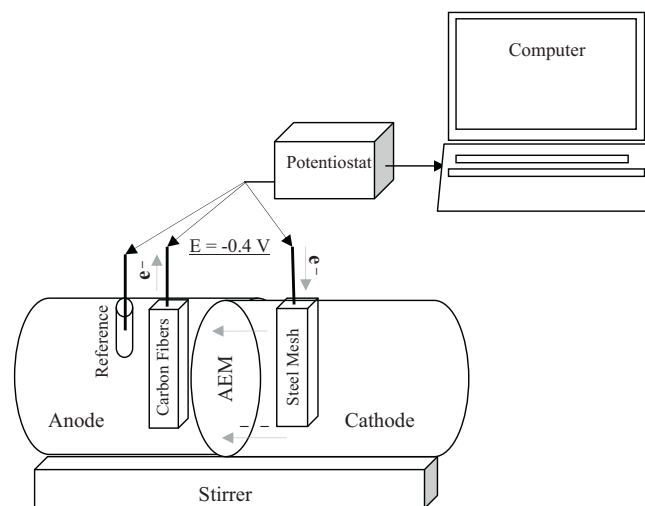 Computer
Potentiostat
E = -0.4 V
e⁻
e⁻
Reference
Carbon Fibers
AEM
Steel Mesh
Anode
Cathode
Stirrer